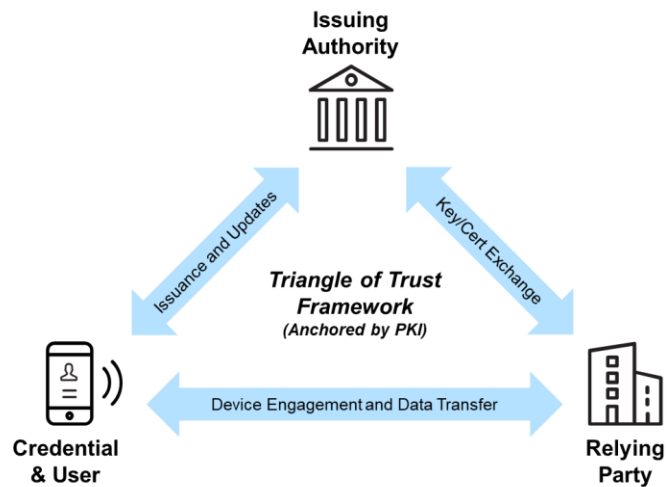 Issuing
Authority
Issuance and Updates
Key/Cert Exchange
Triangle of Trust
Framework
(Anchored by PKI)
Device Engagement and Data Transfer
Credential
& User
Relying
Party